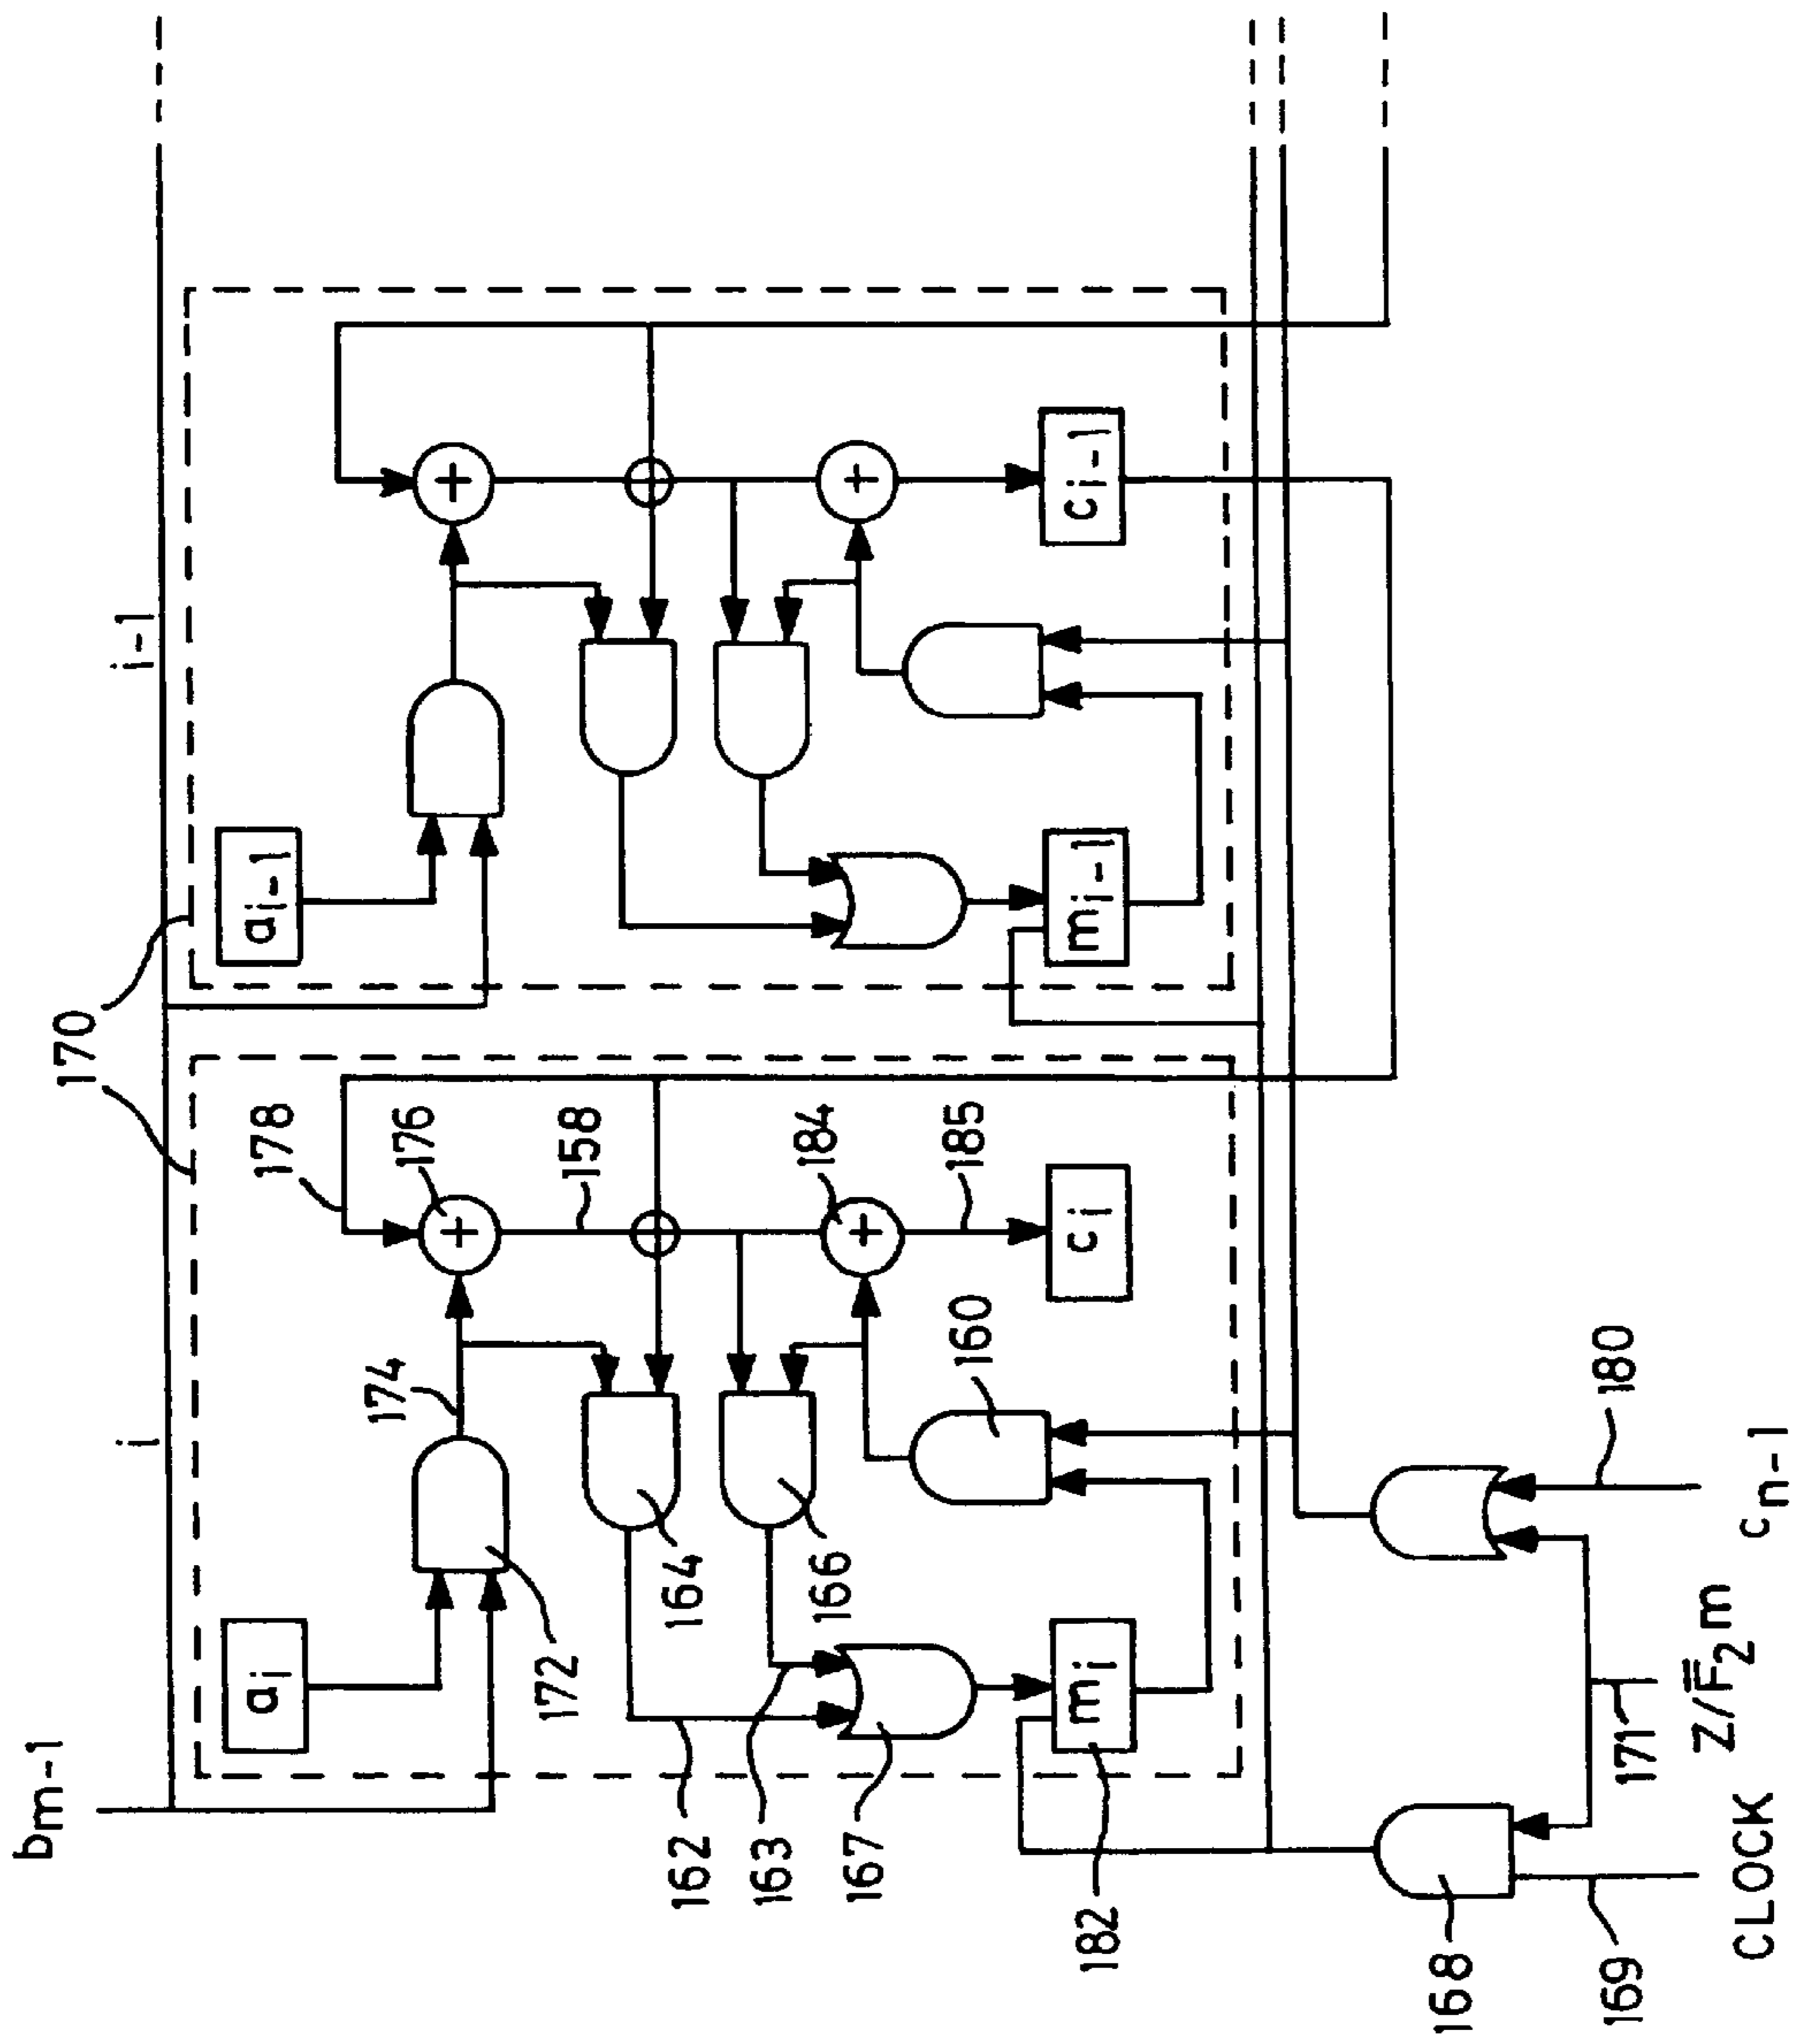 b_{m-1}
i
i-1
170
a_i
172
174
178
176
158
162
163
164
166
167
184
185
160
182
m_i
c_i
a_{i-1}
m_{i-1}
c_{i-1}
168
169
CLOCK
171
Z/F̿_2m
180
c_{n-1}